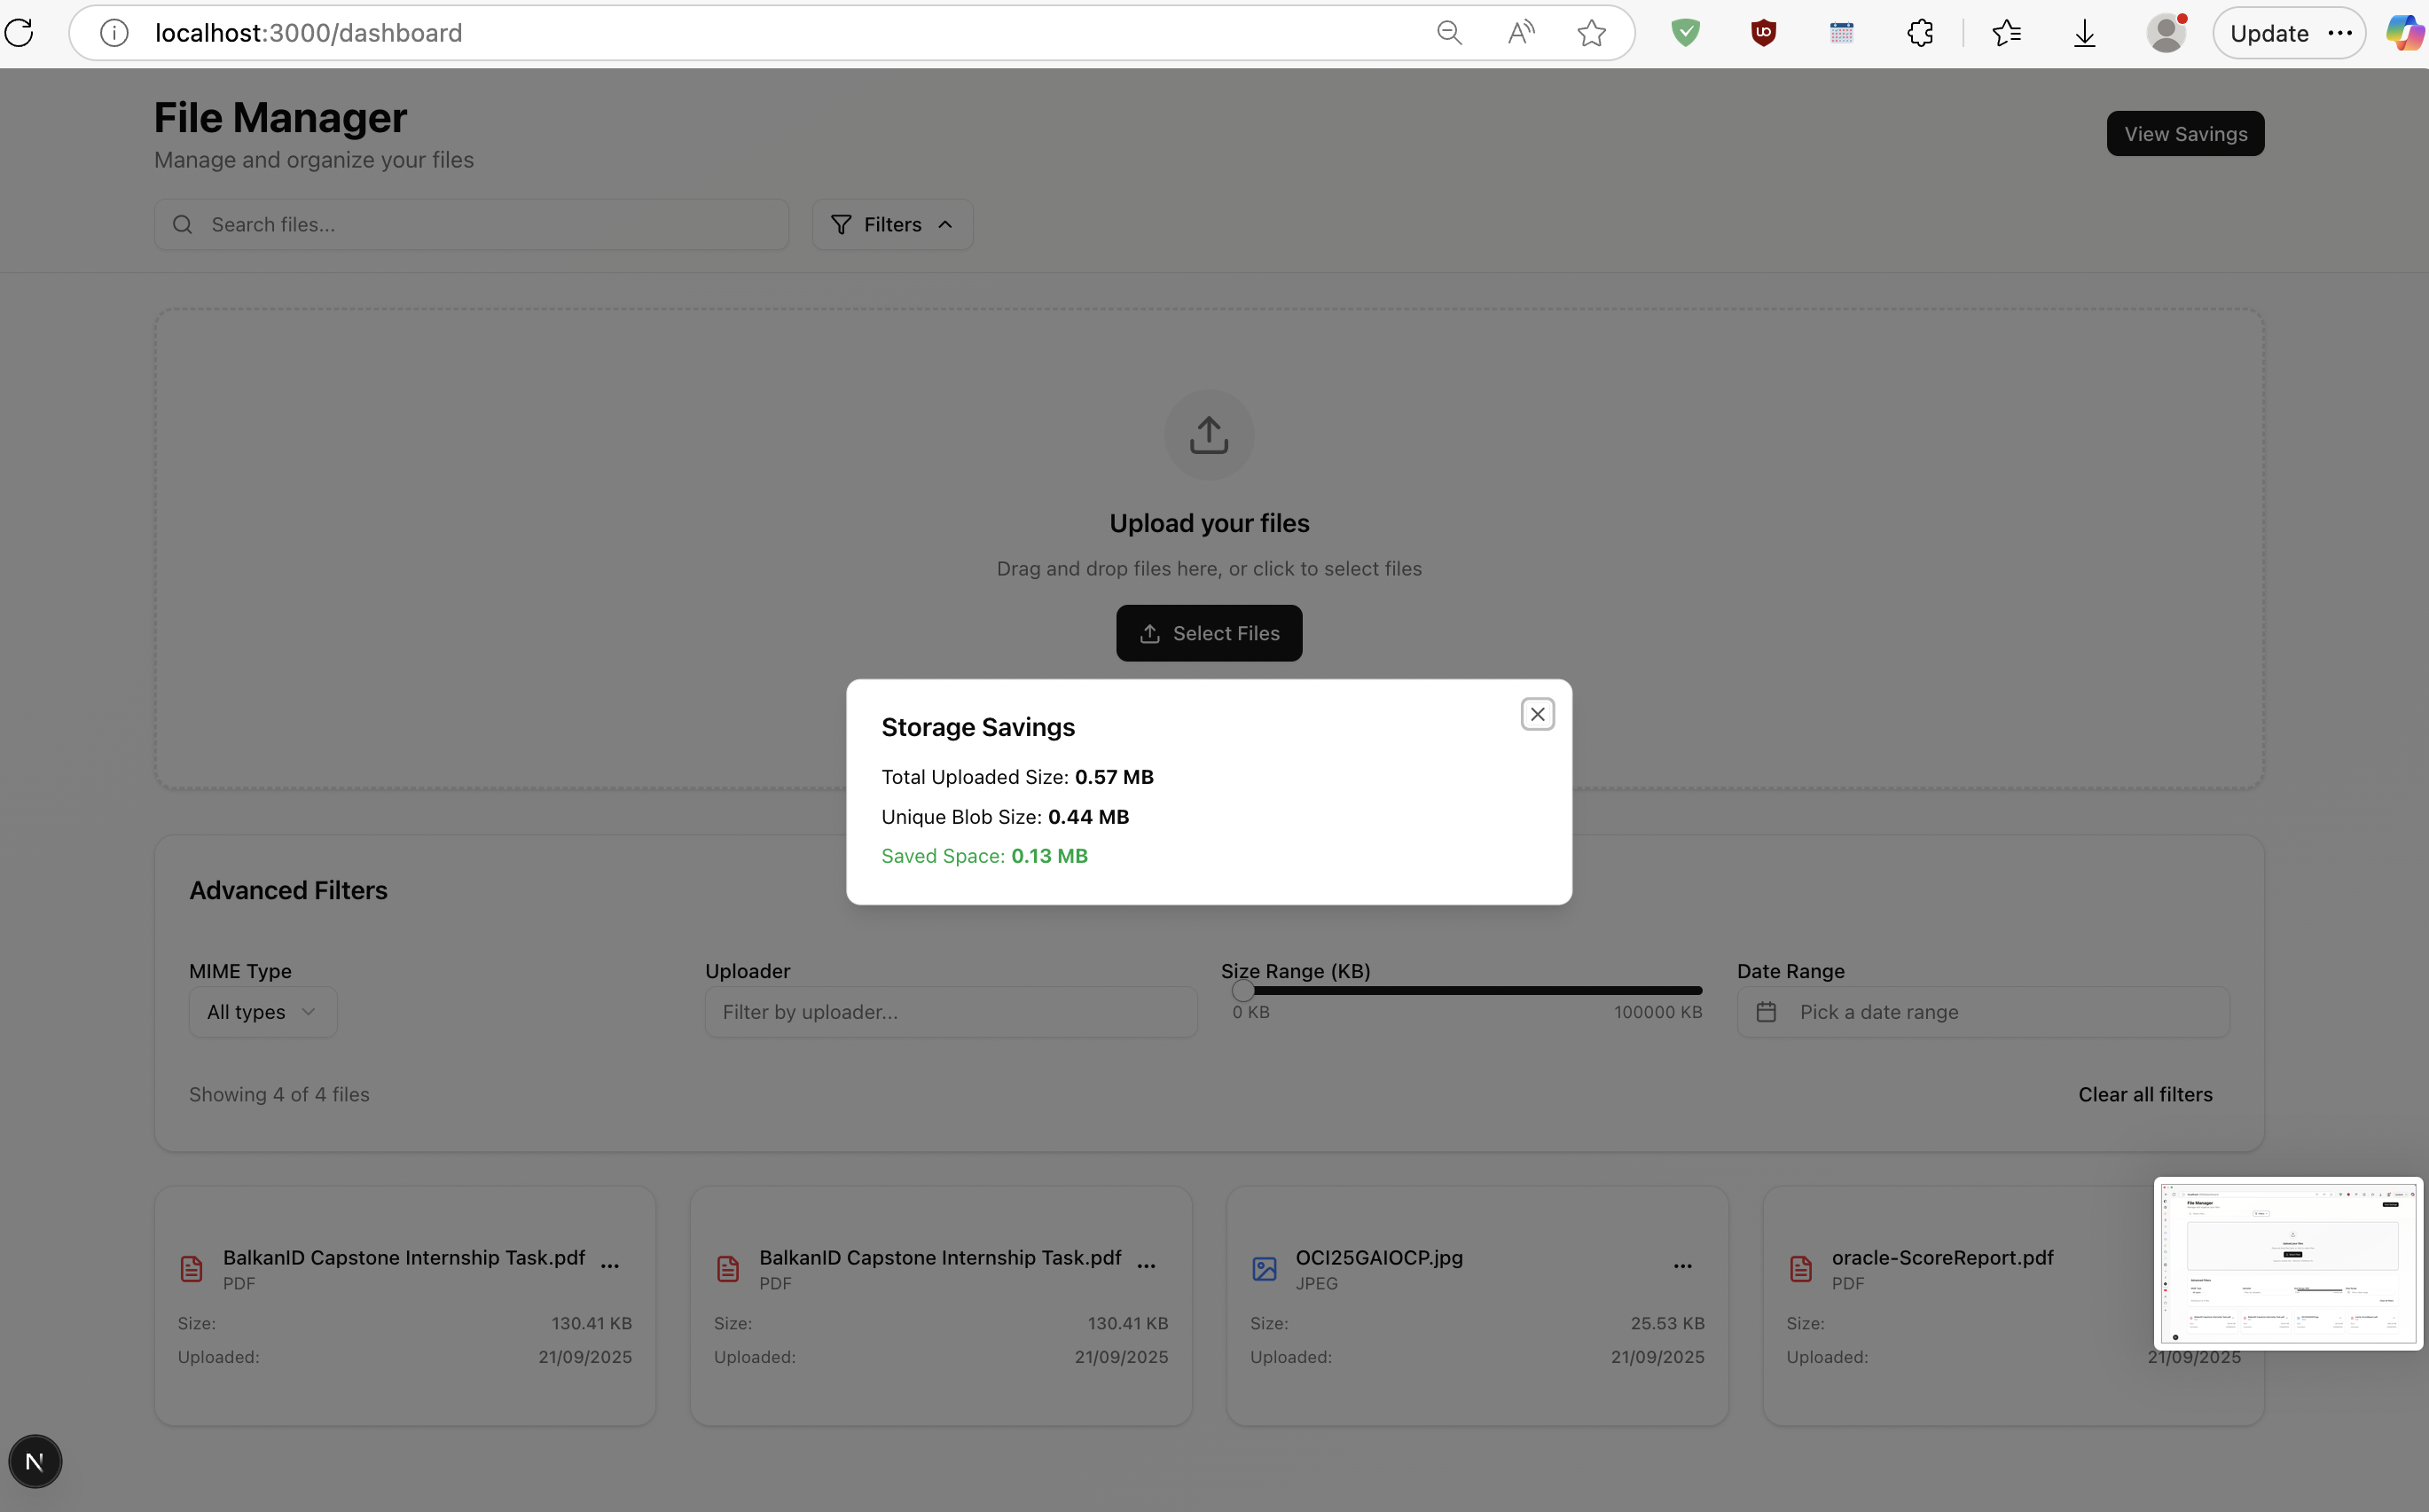 localhost:3000/dashboard
Update
File Manager
Manage and organize your files
View Savings
Search files...
Filters
Upload your files
Drag and drop files here, or click to select files
Select Files
Storage Savings
Total Uploaded Size: 0.57 MB
Unique Blob Size: 0.44 MB
Saved Space: 0.13 MB
Advanced Filters
MIME Type
All types
Uploader
Filter by uploader...
Size Range (KB)
0 KB 100000 KB
Date Range
Pick a date range
Showing 4 of 4 files
Clear all filters
BalkanID Capstone Internship Task.pdf
PDF
Size: 130.41 KB
Uploaded: 21/09/2025
BalkanID Capstone Internship Task.pdf
PDF
Size: 130.41 KB
Uploaded: 21/09/2025
OCI25GAIOCP.jpg
JPEG
Size: 25.53 KB
Uploaded: 21/09/2025
oracle-ScoreReport.pdf
PDF
Size:
Uploaded: 21/09/2025
N